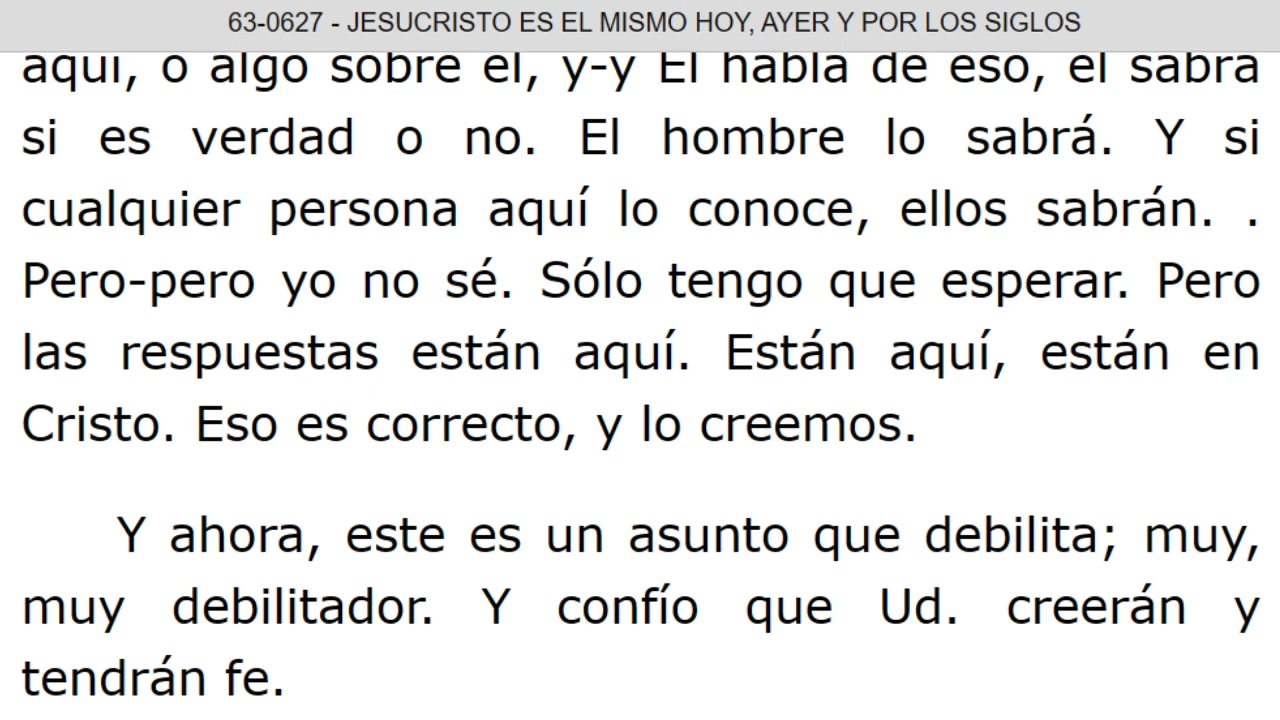 63-0627 - JESUCRISTO ES EL MISMO HOY, AYER Y POR LOS SIGLOS
aquí, o algo sobre él, y-y Él habla de eso, él sabrá
si es verdad o no. El hombre lo sabrá. Y si
cualquier persona aquí lo conoce, ellos sabrán. .
Pero-pero yo no sé. Sólo tengo que esperar. Pero
las respuestas están aquí. Están aquí, están en
Cristo. Eso es correcto, y lo creemos.
Y ahora, este es un asunto que debilita; muy,
muy debilitador. Y confío que Ud. creerán y
tendrán fe.